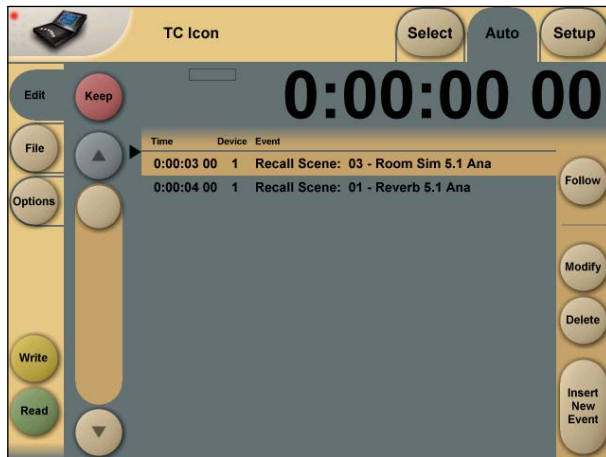 TC Icon
Select
Auto
Setup
Edit
Keep
0:00:00 00
File
Time Device Event
0:00:03 00 1 Recall Scene: 03 - Room Sim 5.1 Ana
0:00:04 00 1 Recall Scene: 01 - Reverb 5.1 Ana
Follow
Options
Modify
Delete
Write
Read
Insert
New
Event